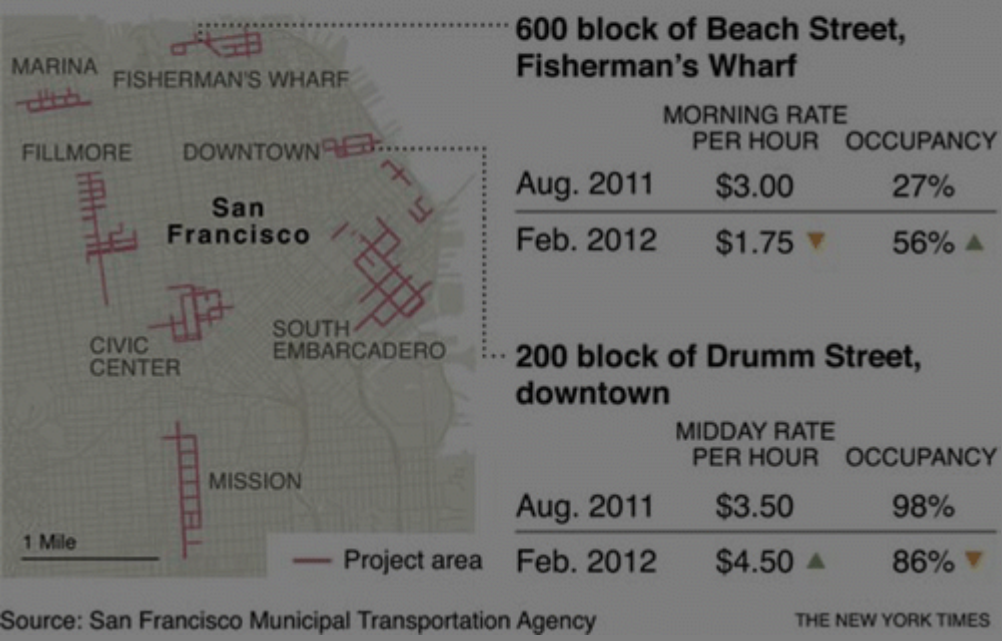 MARINA
FISHERMAN'S WHARF
FILLMORE
DOWNTOWN
San
Francisco
CIVIC
CENTER
SOUTH
EMBARCADERO
MISSION
1 Mile
Project area
600 block of Beach Street,
Fisherman's Wharf
MORNING RATE
PER HOUR OCCUPANCY
Aug. 2011 $3.00 27%
Feb. 2012 $1.75 ▼ 56% ▲
200 block of Drumm Street,
downtown
MIDDAY RATE
PER HOUR OCCUPANCY
Aug. 2011 $3.50 98%
Feb. 2012 $4.50 ▲ 86% ▼
Source: San Francisco Municipal Transportation Agency
THE NEW YORK TIMES